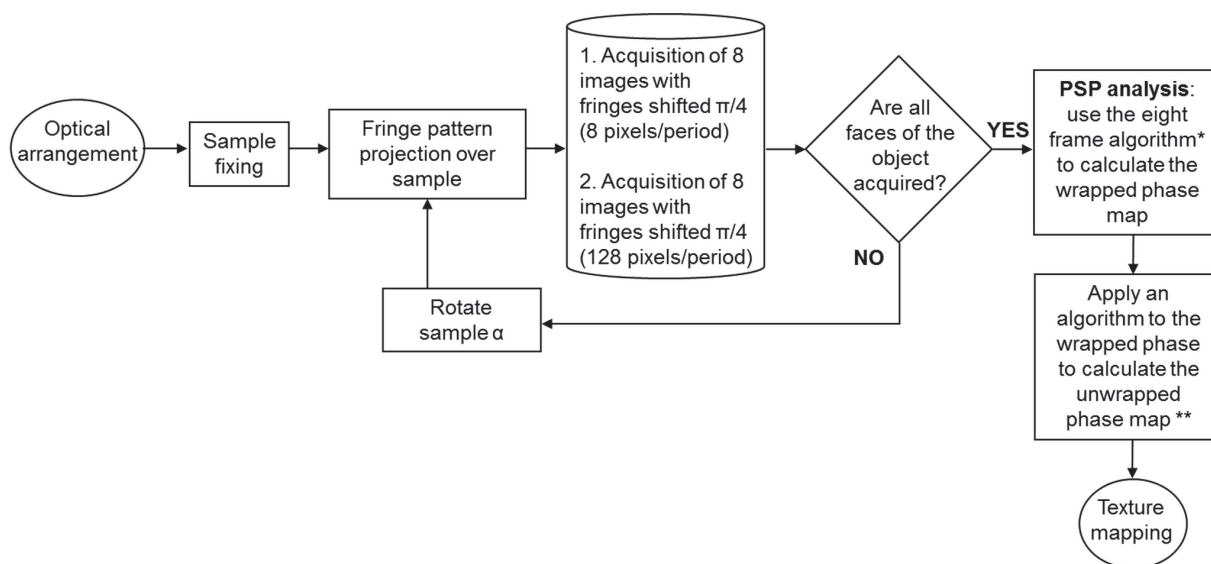 Optical
arrangement
Sample
fixing
Fringe pattern
projection over
sample
1. Acquisition of 8
images with
fringes shifted π/4
(8 pixels/period)
2. Acquisition of 8
images with
fringes shifted π/4
(128 pixels/period)
Are all
faces of the
object
acquired?
YES
NO
Rotate
sample α
PSP analysis:
use the eight
frame algorithm*
to calculate the
wrapped phase
map
Apply an
algorithm to the
wrapped phase
to calculate the
unwrapped
phase map **
Texture
mapping